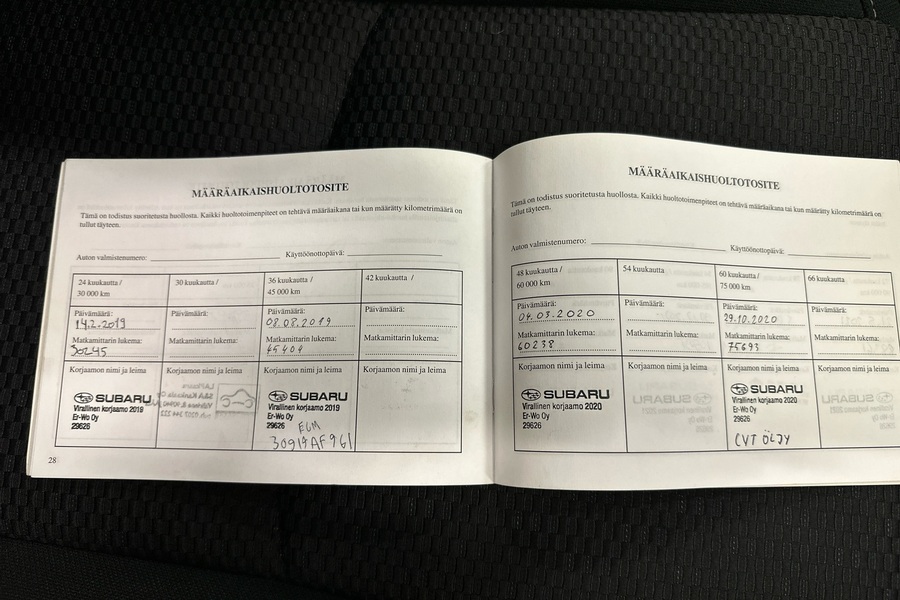 MÄÄRÄAIKAISHUOLTOTOSITE
Tämä on todistus suoritetusta huollosta. Kaikki huoltotoimenpiteet on tehtävä määräaikana tai kun määrätty kilometrimäärä on
tullut täyteen.
Auton valmistenumero:
Käyttöönottopäivä:
24 kuukautta /
30 000 km
30 kuukautta /
36 kuukautta /
45 000 km
42 kuukautta /
Päivämäärä:
14.2.2019
Päivämäärä:
Päivämäärä:
08.08.2019
Päivämäärä:
Matkamittarin lukema:
30245
Matkamittarin lukema:
Matkamittarin lukema:
45404
Matkamittarin lukema:
Korjaamon nimi ja leima
SUBARU
Virallinen korjaamo 2019
Er-Wo Oy
29626
Korjaamon nimi ja leima
Korjaamon nimi ja leima
SUBARU
Virallinen korjaamo 2019
Er-Wo Oy
29626
ECM
30919AF961
Korjaamon nimi ja leima
28
MÄÄRÄAIKAISHUOLTOTOSITE
Tämä on todistus suoritetusta huollosta. Kaikki huoltotoimenpiteet on tehtävä määräaikana tai kun määrätty kilometrimäärä on
tullut täyteen.
Auton valmistenumero:
Käyttöönottopäivä:
48 kuukautta /
60 000 km
54 kuukautta
60 kuukautta /
75 000 km
66 kuukautta
Päivämäärä:
04.03.2020
Päivämäärä:
Päivämäärä:
29.10.2020
Päivämäärä:
Matkamittarin lukema:
60238
Matkamittarin lukema:
Matkamittarin lukema:
75693
Matkamittarin lukema:
Korjaamon nimi ja leima
SUBARU
Virallinen korjaamo 2020
Er-Wo Oy
29626
Korjaamon nimi ja leima
Korjaamon nimi ja leima
SUBARU
Virallinen korjaamo 2020
Er-Wo Oy
29626
CVT ÖLJY
Korjaamon nimi ja leima